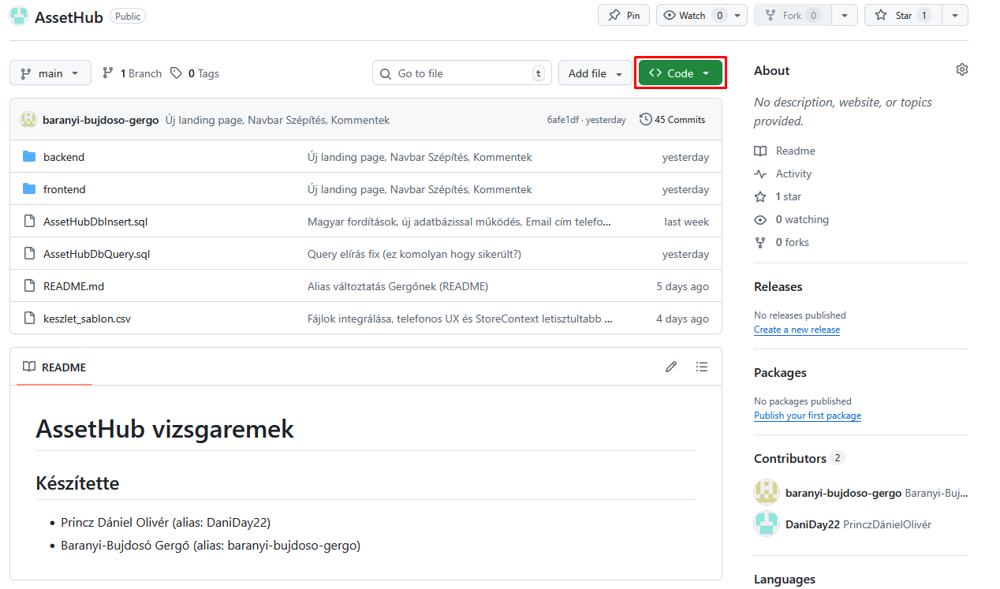 AssetHub Public Pin Watch 0 Fork 0 Star 1
main 1 Branch 0 Tags Go to file t Add file Code
baranyi-bujdoso-gergo Új landing page, Navbar Szépítés, Kommentek 6afe1df · yesterday 45 Commits
backend Új landing page, Navbar Szépítés, Kommentek yesterday
frontend Új landing page, Navbar Szépítés, Kommentek yesterday
AssetHubDbInsert.sql Magyar fordítások, új adatbázissal működés, Email cím telefo... last week
AssetHubDbQuery.sql Query elírás fix (ez komolyan hogy sikerült?) yesterday
README.md Alias változtatás Gergőnek (README) 5 days ago
keszlet_sablon.csv Fájlok integrálása, telefonos UX és StoreContext letisztultabb ... 4 days ago
README
AssetHub vizsgaremek
Készítette
• Princz Dániel Olivér (alias: DaniDay22)
• Baranyi-Bujdosó Gergő (alias: baranyi-bujdoso-gergo)
About
No description, website, or topics
provided.
Readme
Activity
1 star
0 watching
0 forks
Releases
No releases published
Create a new release
Packages
No packages published
Publish your first package
Contributors 2
baranyi-bujdoso-gergo Baranyi-Buj...
DaniDay22 PrinczDánielOlivér
Languages